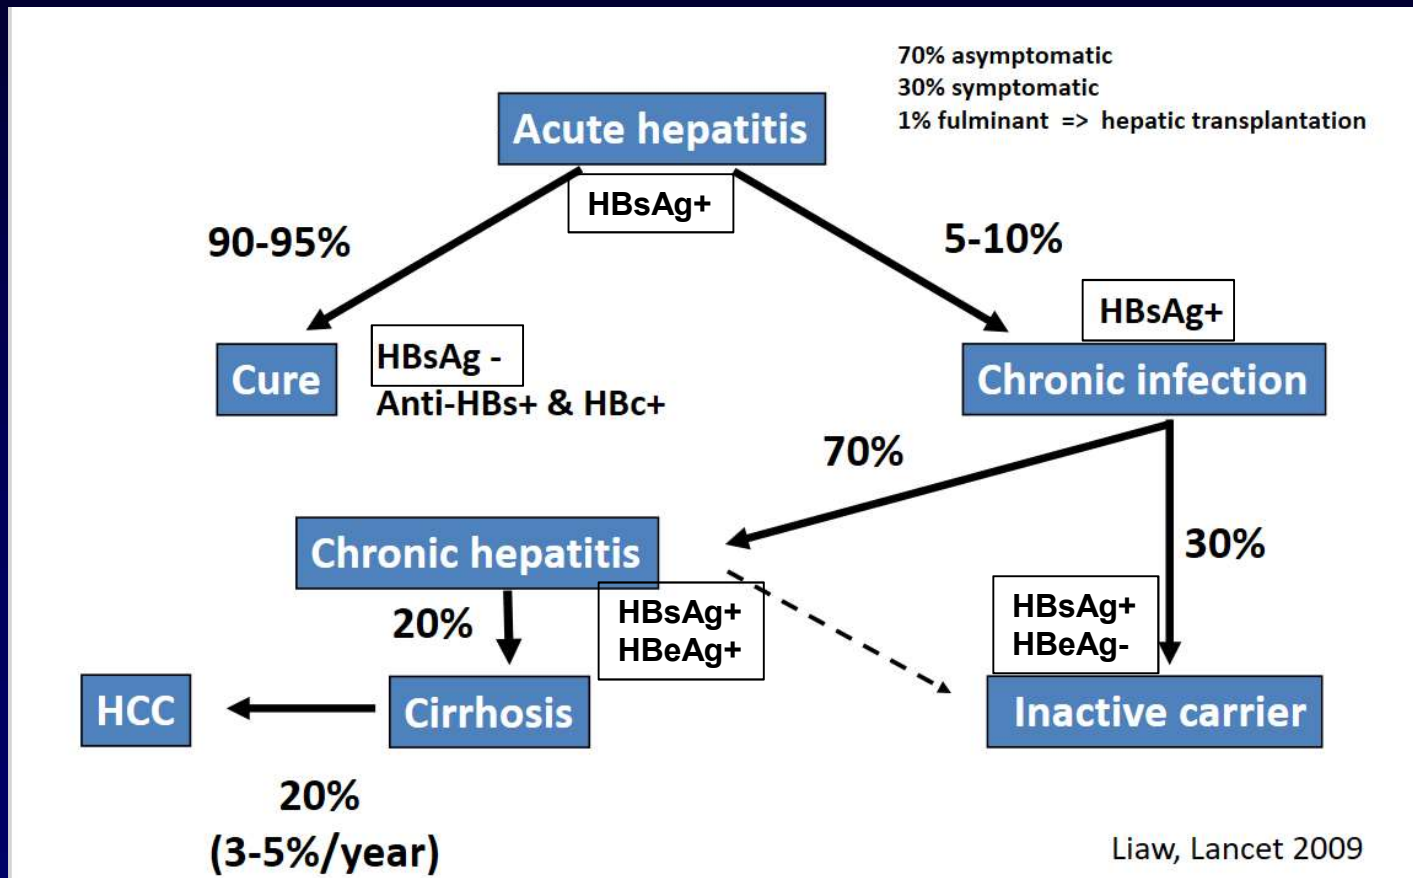 70% asymptomatic
30% symptomatic
1% fulminant => hepatic transplantation
Acute hepatitis
HBsAg+
90-95%
5-10%
HBsAg+
Cure
HBsAg -
Anti-HBs+ & HBc+
Chronic infection
70%
30%
Chronic hepatitis
HBsAg+
HBeAg+
20%
HBsAg+
HBeAg-
HCC
Cirrhosis
Inactive carrier
20%
(3-5%/year)
Liaw, Lancet 2009